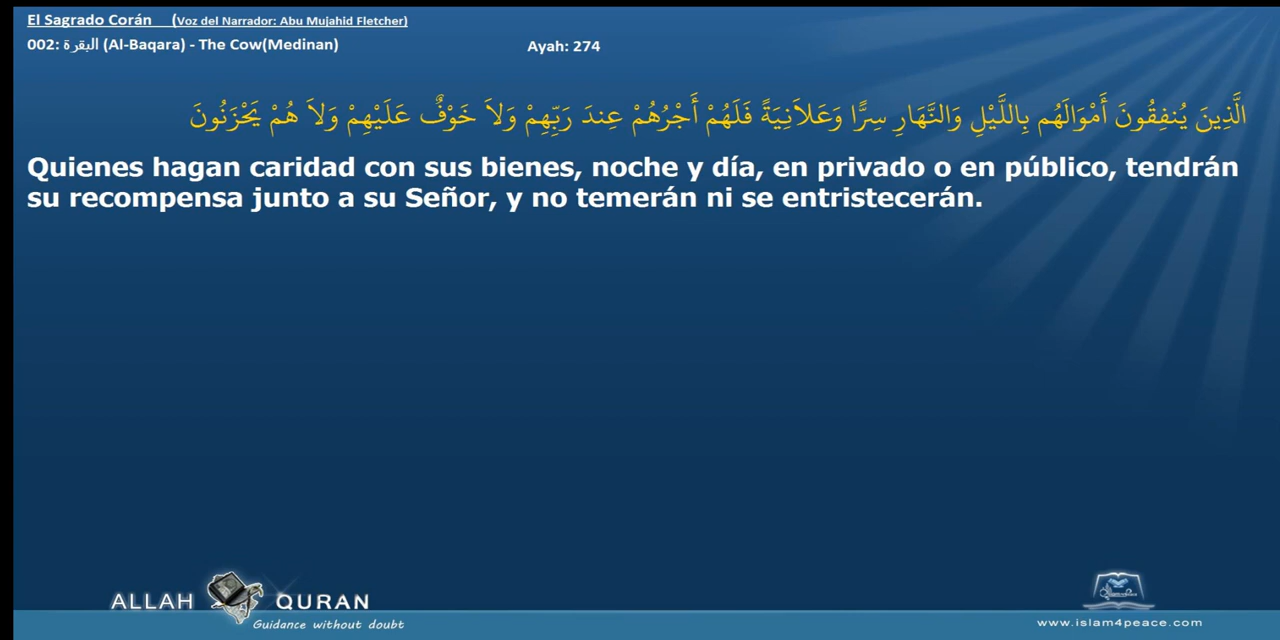 El Sagrado Corán (Voz del Narrador: Abu Mujahid Fletcher)
002: البقرة (Al-Baqara) - The Cow(Medinan) Ayah: 274
الَّذِينَ يُنفِقُونَ أَمْوَالَهُم بِاللَّيْلِ وَالنَّهَارِ سِرًّا وَعَلاَنِيَةً فَلَهُمْ أَجْرُهُمْ عِندَ رَبِّهِمْ وَلاَ خَوْفٌ عَلَيْهِمْ وَلاَ هُمْ يَحْزَنُونَ
Quienes hagan caridad con sus bienes, noche y día, en privado o en público, tendrán
su recompensa junto a su Señor, y no temerán ni se entristecerán.
ALLAH QURAN
Guidance without doubt
www.islam4peace.com